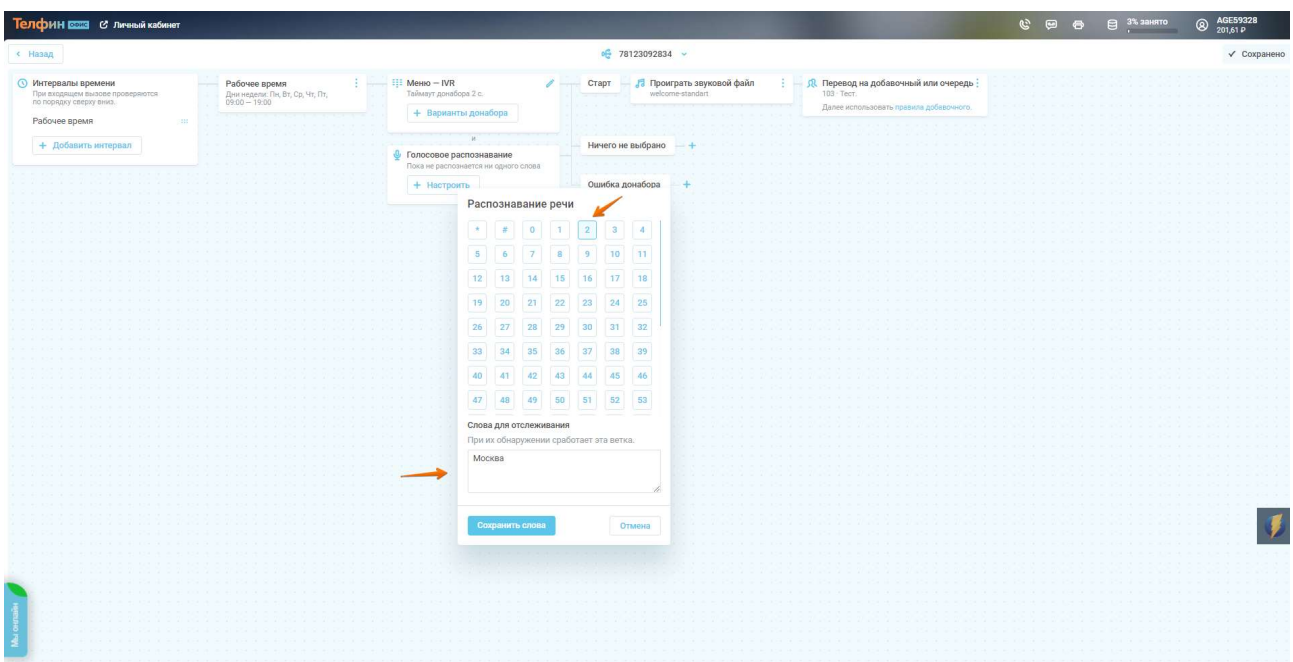 Телфин ОФИС Личный кабинет
3% занято
AGE59328
201,61 ₽
Назад
78123092834
Сохранено
Интервалы времени
При входящем вызове проверяются
по порядку сверху вниз.
Рабочее время
+ Добавить интервал
Рабочее время
Дни недели: Пн, Вт, Ср, Чт, Пт,
09:00 — 19:00
Меню — IVR
Таймаут донабора 2 с.
+ Варианты донабора
и
Голосовое распознавание
Пока не распознается ни одного слова
+ Настроить
Старт
Проиграть звуковой файл
welcome-standart
Перевод на добавочный или очередь
103 · Тест
Далее использовать правила добавочного.
Ничего не выбрано +
Ошибка донабора +
Распознавание речи
* # 0 1 2 3 4
5 6 7 8 9 10 11
12 13 14 15 16 17 18
19 20 21 22 23 24 25
26 27 28 29 30 31 32
33 34 35 36 37 38 39
40 41 42 43 44 45 46
47 48 49 50 51 52 53
Слова для отслеживания
При их обнаружении сработает эта ветка.
Москва
Сохранить слова
Отмена
Мы онлайн